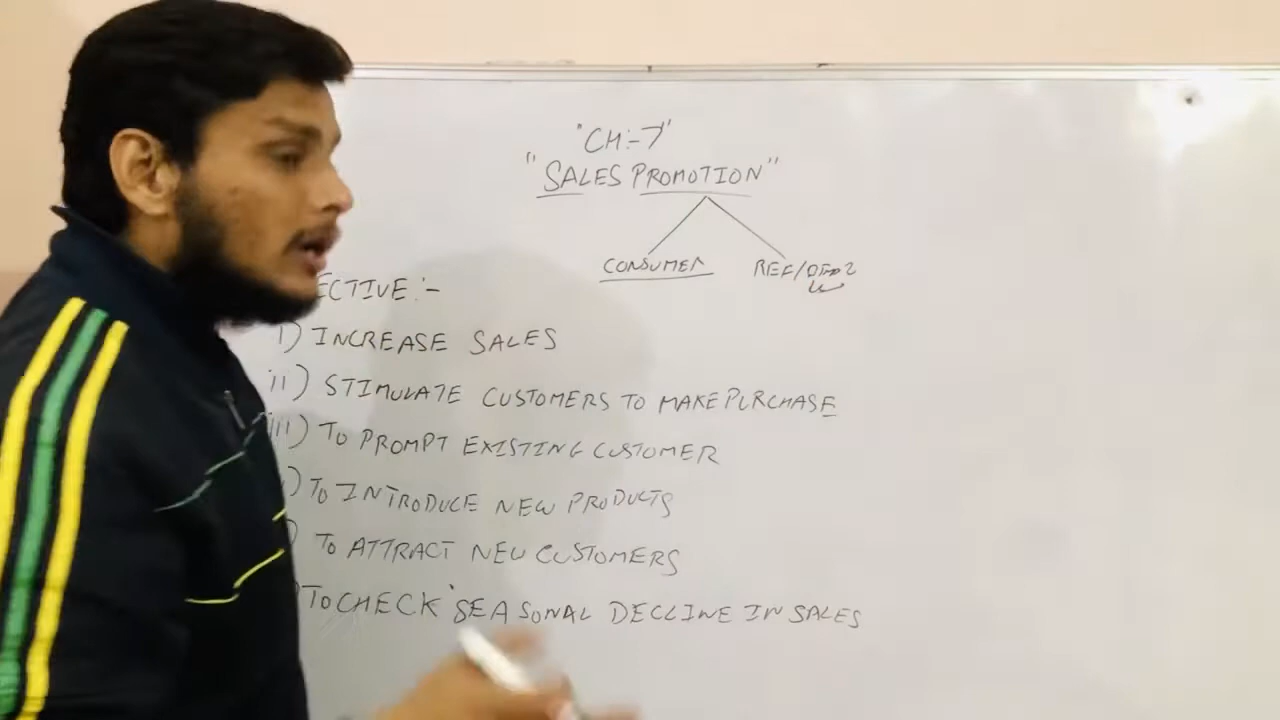 "CH:-7"
"SALES PROMOTION"
CONSUMER REF/
ECTIVE:-
i) INCREASE SALES
ii) STIMULATE CUSTOMERS TO MAKE PURCHASE
iii) TO PROMPT EXISTING CUSTOMER
) TO INTRODUCE NEW PRODUCTS
) TO ATTRACT NEW CUSTOMERS
) TO CHECK SEASONAL DECLINE IN SALES